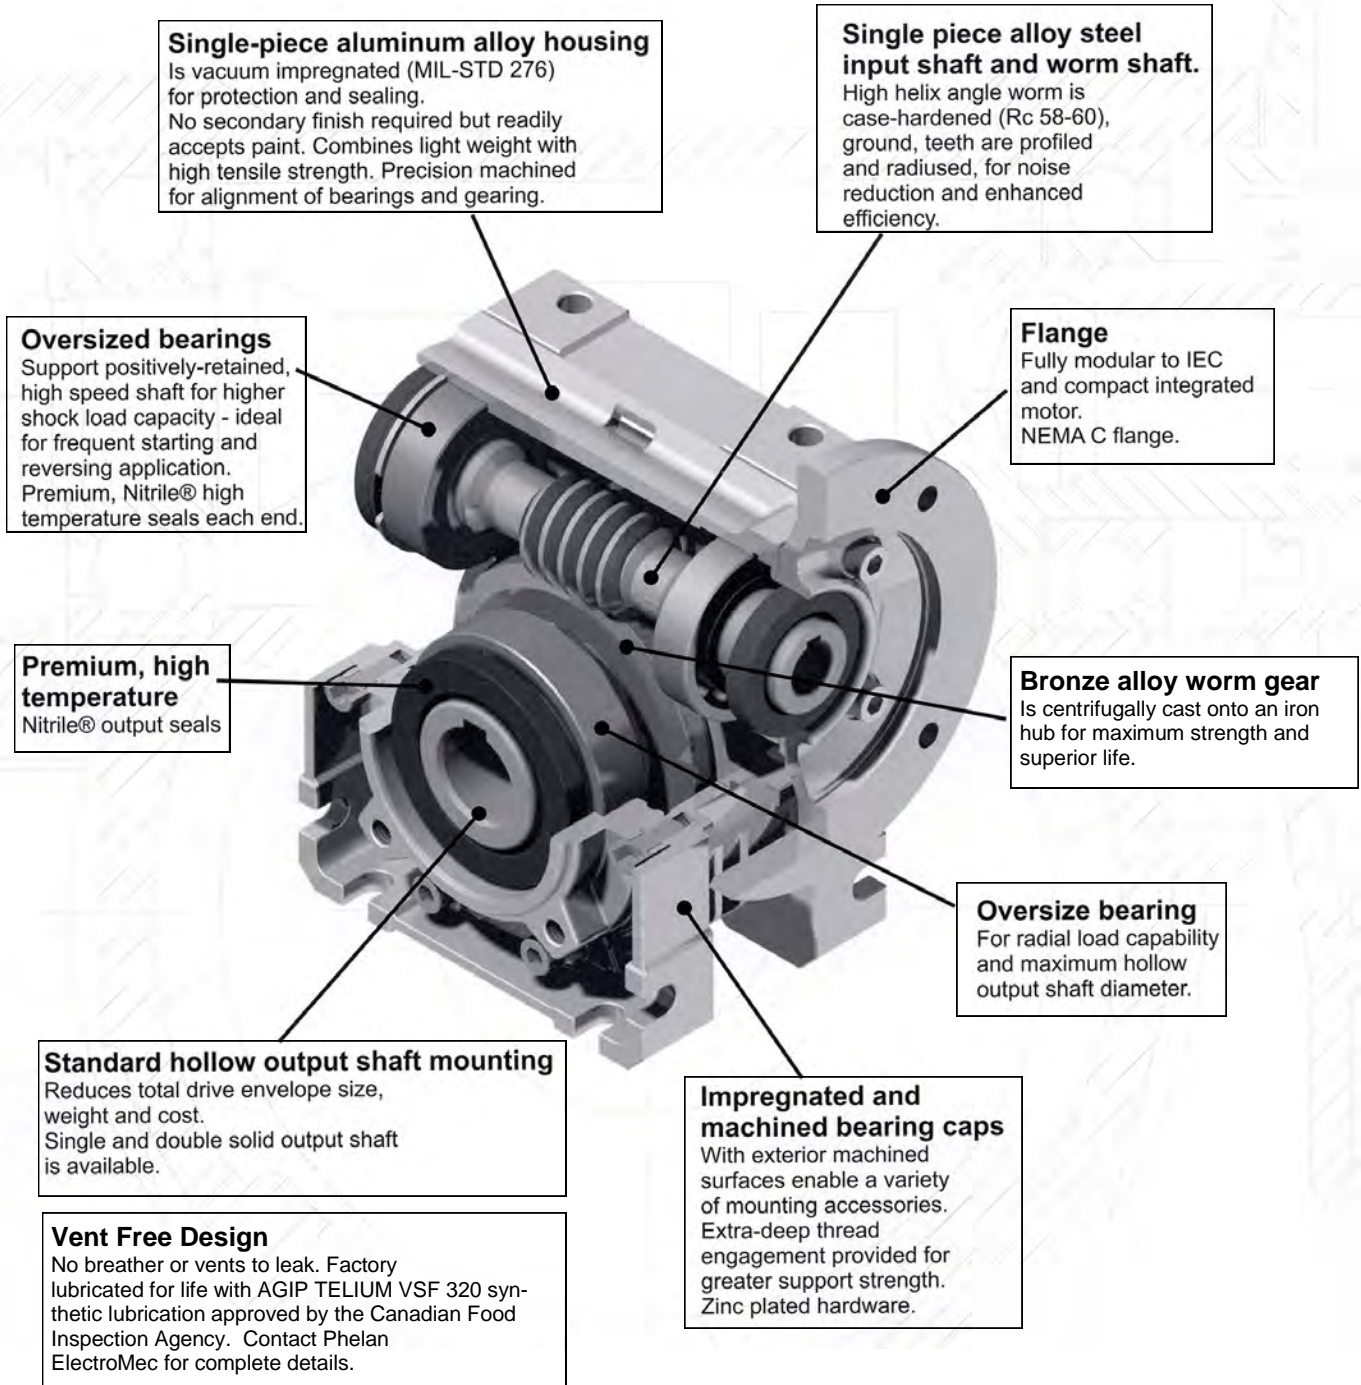 Single-piece aluminum alloy housing
Is vacuum impregnated (MIL-STD 276)
for protection and sealing.
No secondary finish required but readily
accepts paint. Combines light weight with
high tensile strength. Precision machined
for alignment of bearings and gearing.
Single piece alloy steel
input shaft and worm shaft.
High helix angle worm is
case-hardened (Rc 58-60),
ground, teeth are profiled
and radiused, for noise
reduction and enhanced
efficiency.
Oversized bearings
Support positively-retained,
high speed shaft for higher
shock load capacity - ideal
for frequent starting and
reversing application.
Premium, Nitrile® high
temperature seals each end.
Flange
Fully modular to IEC
and compact integrated
motor.
NEMA C flange.
Premium, high
temperature
Nitrile® output seals
Bronze alloy worm gear
Is centrifugally cast onto an iron
hub for maximum strength and
superior life.
Oversize bearing
For radial load capability
and maximum hollow
output shaft diameter.
Standard hollow output shaft mounting
Reduces total drive envelope size,
weight and cost.
Single and double solid output shaft
is available.
Impregnated and
machined bearing caps
With exterior machined
surfaces enable a variety
of mounting accessories.
Extra-deep thread
engagement provided for
greater support strength.
Zinc plated hardware.
Vent Free Design
No breather or vents to leak. Factory
lubricated for life with AGIP TELIUM VSF 320 syn-
thetic lubrication approved by the Canadian Food
Inspection Agency.  Contact Phelan
ElectroMec for complete details.